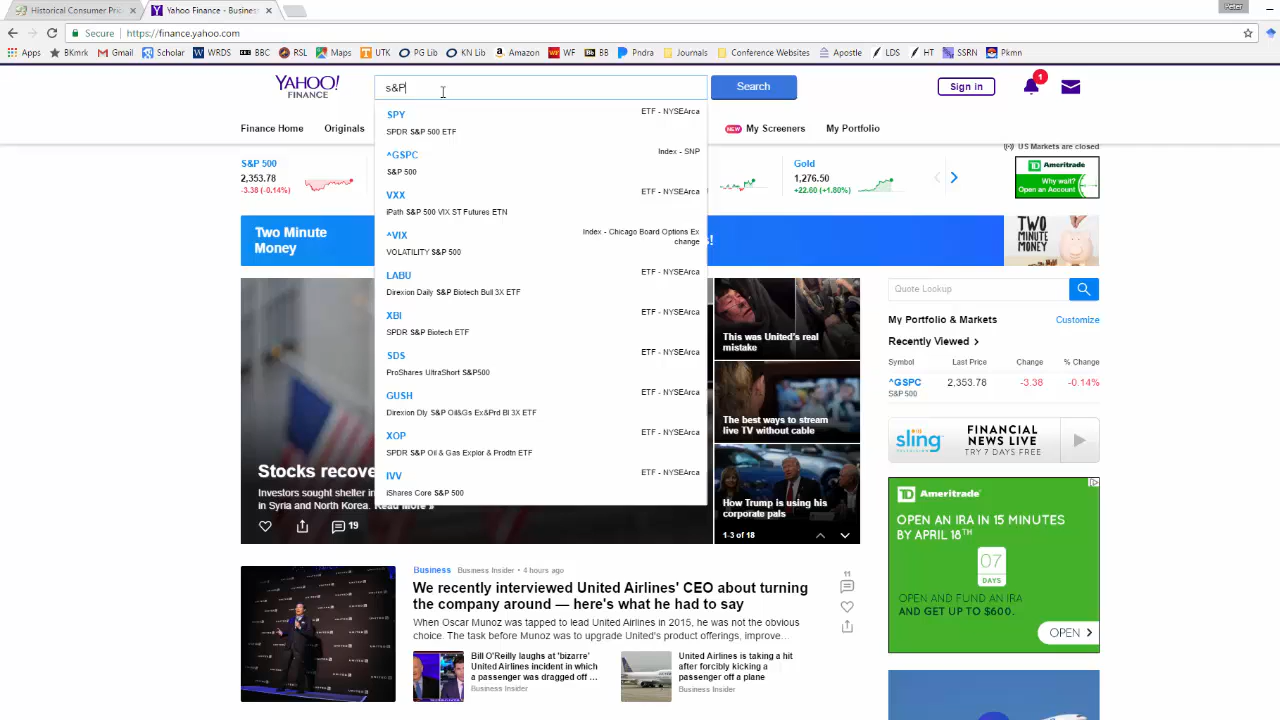 Historical Consumer Pric
Yahoo Finance - Business
Peter
Secure
https://finance.yahoo.com
Apps
BKmrk
Gmail
Scholar
WRDS
BBC
RSL
Maps
UTK
PG Lib
KN Lib
Amazon
WF
BB
Pndra
Journals
Conference Websites
Apostle
LDS
HT
SSRN
Pkmn
YAHOO!
FINANCE
s&P
Search
Sign in
1
Finance Home
Originals
NEW My Screeners
My Portfolio
SPY
ETF - NYSEArca
SPDR S&P 500 ETF
^GSPC
Index - SNP
S&P 500
VXX
ETF - NYSEArca
iPath S&P 500 VIX ST Futures ETN
^VIX
Index - Chicago Board Options Ex
change
VOLATILITY S&P 500
LABU
ETF - NYSEArca
Direxion Daily S&P Biotech Bull 3X ETF
XBI
ETF - NYSEArca
SPDR S&P Biotech ETF
SDS
ETF - NYSEArca
ProShares UltraShort S&P500
GUSH
ETF - NYSEArca
Direxion Dly S&P Oil&Gs Ex&Prd Bl 3X ETF
XOP
ETF - NYSEArca
SPDR S&P Oil & Gas Explor & Prodtn ETF
IVV
ETF - NYSEArca
iShares Core S&P 500
S&P 500
2,353.78
-3.38 (-0.14%)
Gold
1,276.50
+22.60 (+1.80%)
US Markets are closed
TD Ameritrade
Why wait?
Open an Account
Two Minute
Money
!
TWO
MINUTE
MONEY
Stocks recove
Investors sought shelter in
in Syria and North Korea. Read More »
19
This was United's real
mistake
The best ways to stream
live TV without cable
How Trump is using his
corporate pals
1-3 of 18
Quote Lookup
My Portfolio & Markets
Customize
Recently Viewed >
Symbol
Last Price
Change
% Change
^GSPC
2,353.78
-3.38
-0.14%
S&P 500
sling
TELEVISION
FINANCIAL
NEWS LIVE
TRY 7 DAYS FREE
TD Ameritrade
OPEN AN IRA IN 15 MINUTES
BY APRIL 18TH
07
DAYS
OPEN AND FUND AN IRA
AND GET UP TO $600.
OPEN
Business
Business Insider • 4 hours ago
We recently interviewed United Airlines' CEO about turning
the company around — here's what he had to say
When Oscar Munoz was tapped to lead United Airlines in 2015, he was not the obvious
choice. The task before Munoz was to upgrade United's product offerings, improve...
11
Bill O'Reilly laughs at 'bizarre'
United Airlines incident in which
a passenger was dragged off ...
Business Insider
United Airlines is taking a hit
after forcibly kicking a
passenger off a plane
Business Insider